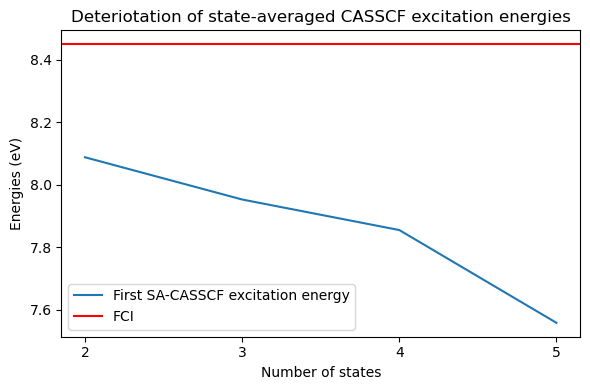 Deteriotation of state-averaged CASSCF excitation energies
8.4
8.2
8.0
7.8
7.6
Energies (eV)
First SA-CASSCF excitation energy
FCI
2
3
4
5
Number of states